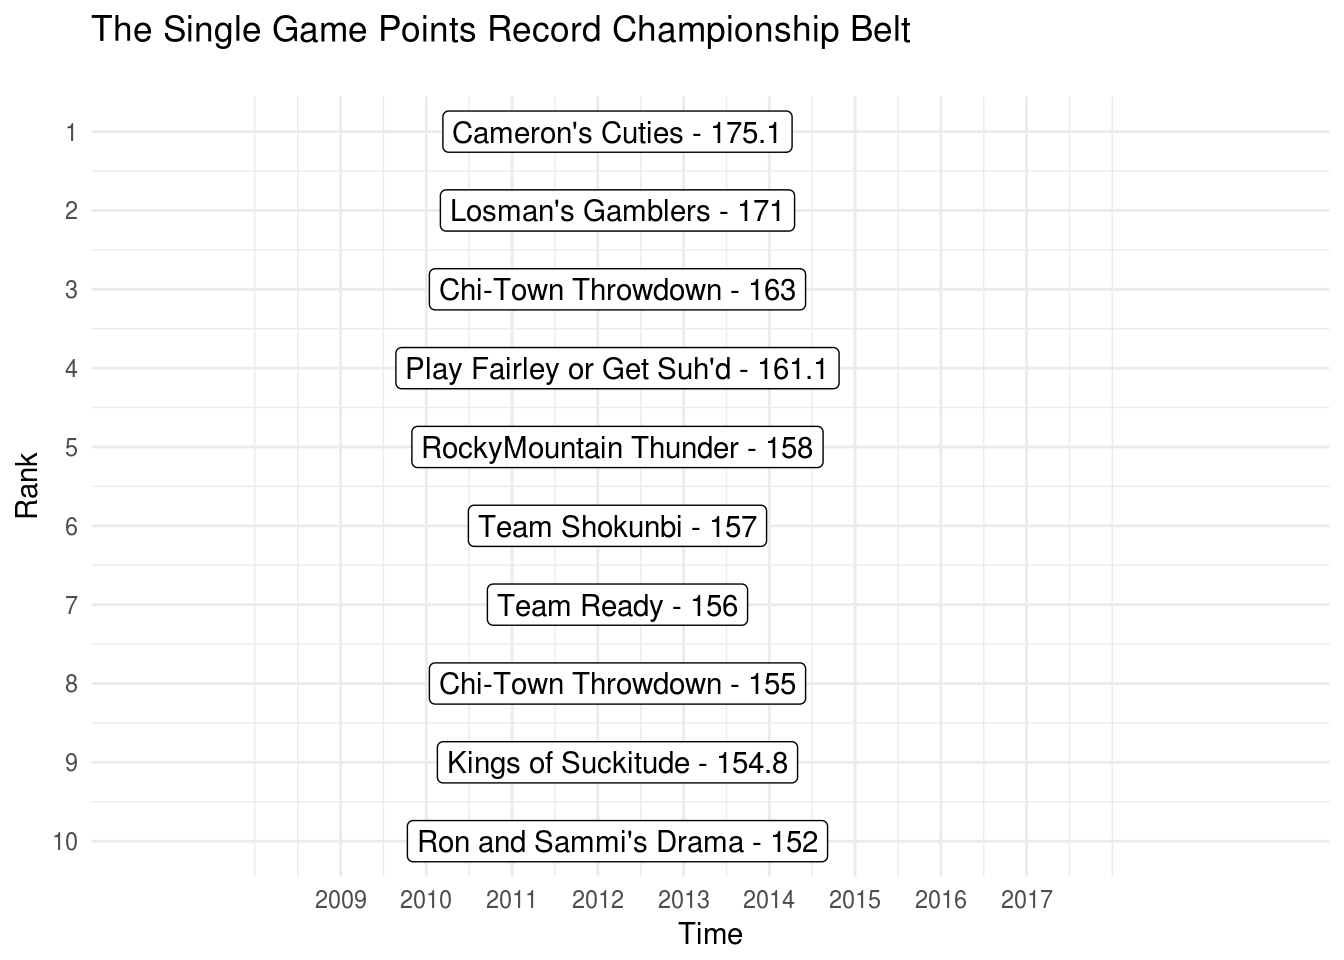 The Single Game Points Record Championship Belt
1
Cameron's Cuties - 175.1
2
Losman's Gamblers - 171
3
Chi-Town Throwdown - 163
4
Play Fairley or Get Suh'd - 161.1
5
RockyMountain Thunder - 158
Rank
6
Team Shokunbi - 157
7
Team Ready - 156
8
Chi-Town Throwdown - 155
9
Kings of Suckitude - 154.8
10
Ron and Sammi's Drama - 152
2009 2010 2011 2012 2013 2014 2015 2016 2017
Time